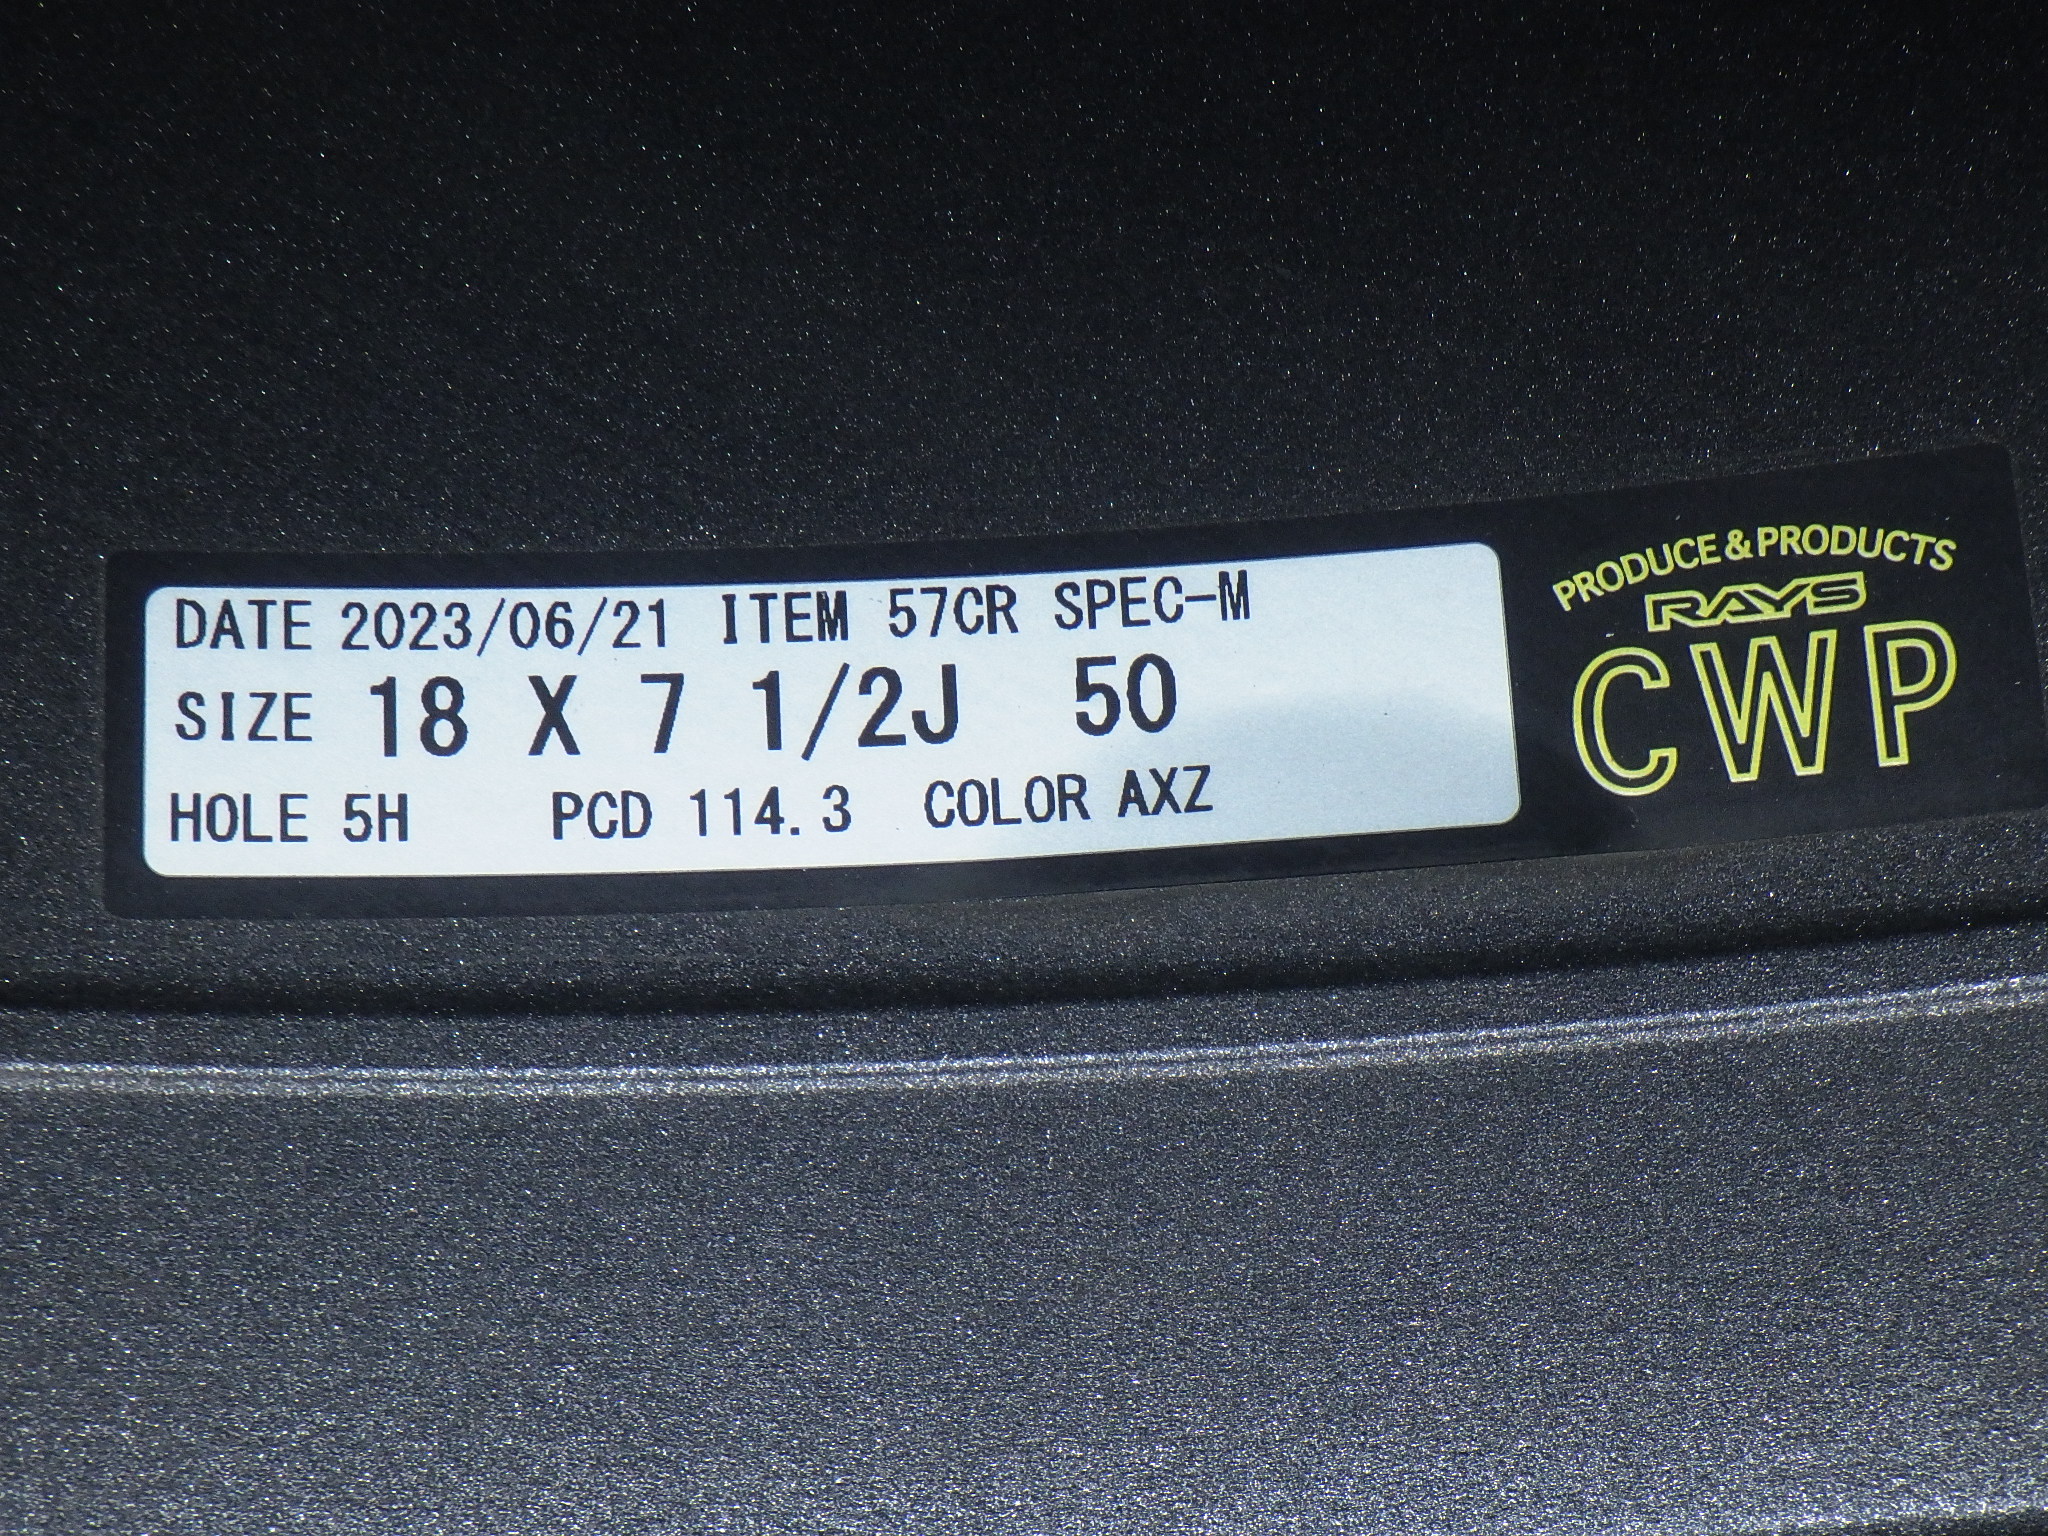 DATE 2023/06/21 ITEM 57CR SPEC-M
SIZE 18 X 7 1/2J 50
HOLE 5H PCD 114.3 COLOR AXZ
PRODUCE & PRODUCTS
RAYS
CWP